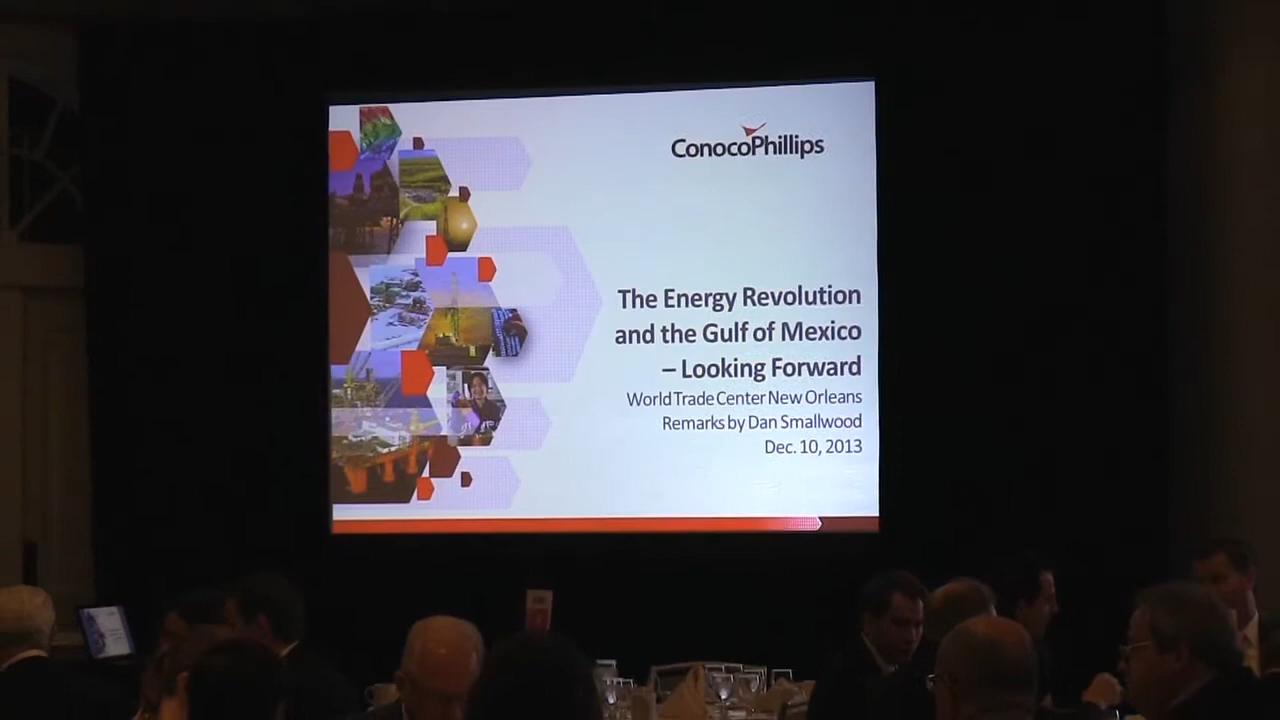 ConocoPhillips
The Energy Revolution
and the Gulf of Mexico
– Looking Forward
World Trade Center New Orleans
Remarks by Dan Smallwood
Dec. 10, 2013